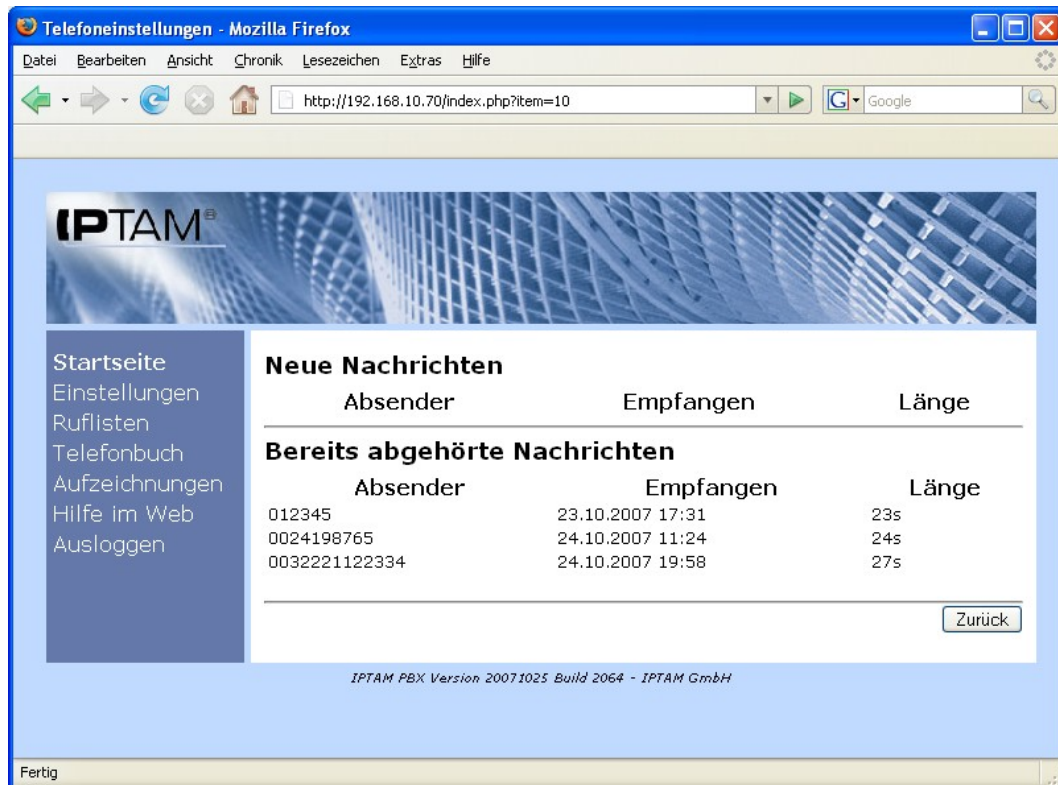 Telefoneinstellungen - Mozilla Firefox
Datei Bearbeiten Ansicht Chronik Lesezeichen Extras Hilfe
http://192.168.10.70/index.php?item=10 G Google
IPTAM®
Startseite
Einstellungen
Ruflisten
Telefonbuch
Aufzeichnungen
Hilfe im Web
Ausloggen
Neue Nachrichten
Absender Empfangen Länge
Bereits abgehörte Nachrichten
Absender Empfangen Länge
012345 23.10.2007 17:31 23s
0024198765 24.10.2007 11:24 24s
0032221122334 24.10.2007 19:58 27s
Zurück
IPTAM PBX Version 20071025 Build 2064 - IPTAM GmbH
Fertig